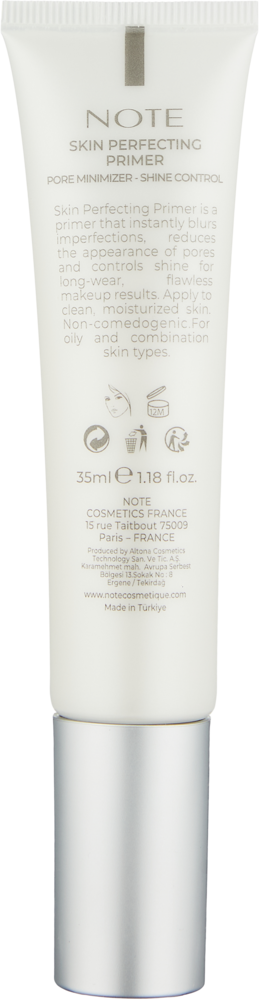 NOTE
SKIN PERFECTING
PRIMER
PORE MINIMIZER - SHINE CONTROL
Skin Perfecting Primer is a
primer that instantly blurs
imperfections, reduces
the appearance of pores
and controls shine for
long-wear, flawless
makeup results. Apply to
clean, moisturized skin.
Non-comedogenic.For
oily and combination
skin types.
12M
35ml ℮ 1.18 fl.oz.
NOTE
COSMETICS FRANCE
15 rue Taitbout 75009
Paris – FRANCE
Produced by Altona Cosmetics
Technology San. Ve Tic. A.Ş.
Karamehmet mah. Avrupa Serbest
Bölgesi 13.Sokak No : 8
Ergene / Tekirdağ
www.notecosmetique.com
Made in Türkiye